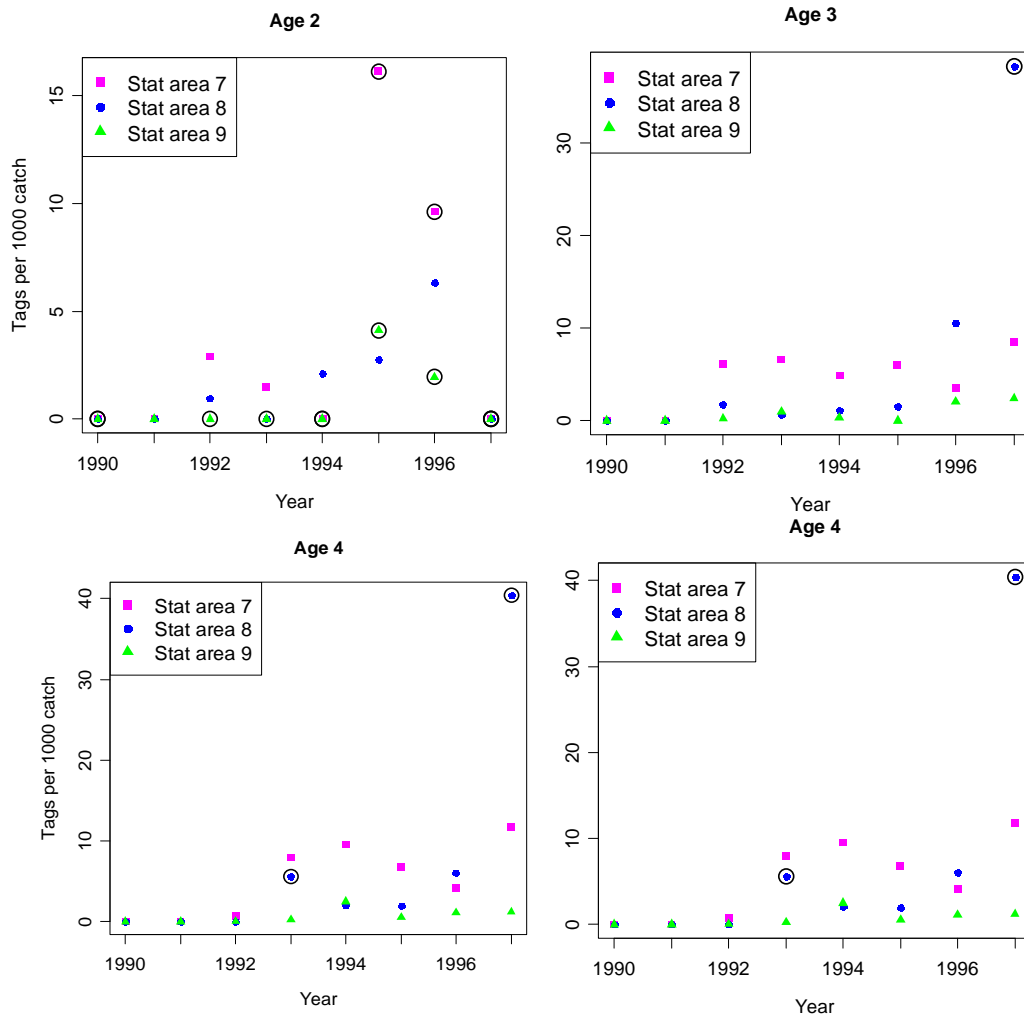 Age 2
Stat area 7
Stat area 8
Stat area 9
Tags per 1000 catch
15
10
5
0
1990 1992 1994 1996
Year
Age 3
Stat area 7
Stat area 8
Stat area 9
30
20
10
0
1990 1992 1994 1996
Year
Age 4
Stat area 7
Stat area 8
Stat area 9
Tags per 1000 catch
40
30
20
10
0
1990 1992 1994 1996
Year
Age 4
Stat area 7
Stat area 8
Stat area 9
40
30
20
10
0
1990 1992 1994 1996
Year